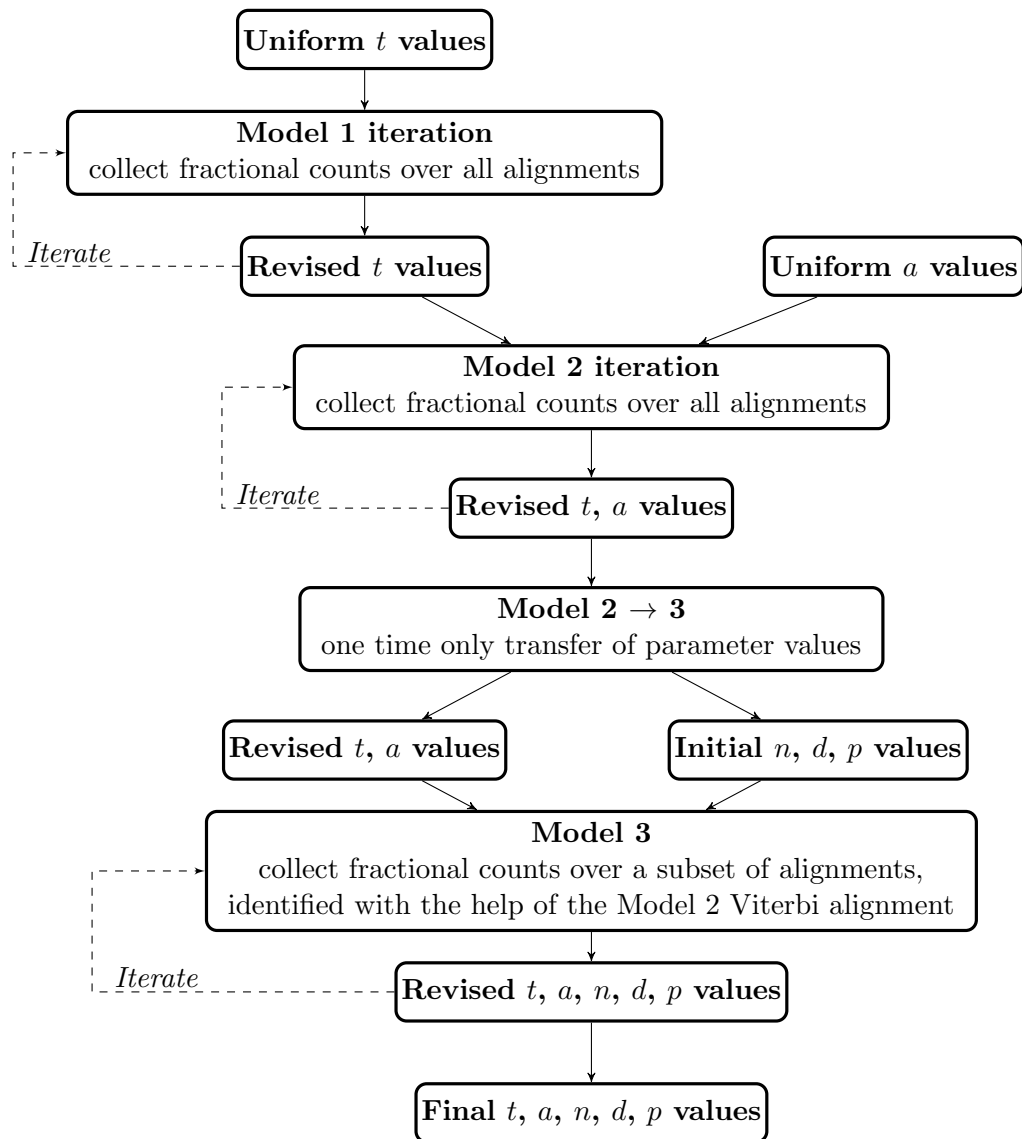 Uniform t values
Model 1 iteration
collect fractional counts over all alignments
Iterate
Revised t values
Uniform a values
Model 2 iteration
collect fractional counts over all alignments
Iterate
Revised t, a values
Model 2 → 3
one time only transfer of parameter values
Revised t, a values
Initial n, d, p values
Model 3
collect fractional counts over a subset of alignments,
identified with the help of the Model 2 Viterbi alignment
Iterate
Revised t, a, n, d, p values
Final t, a, n, d, p values